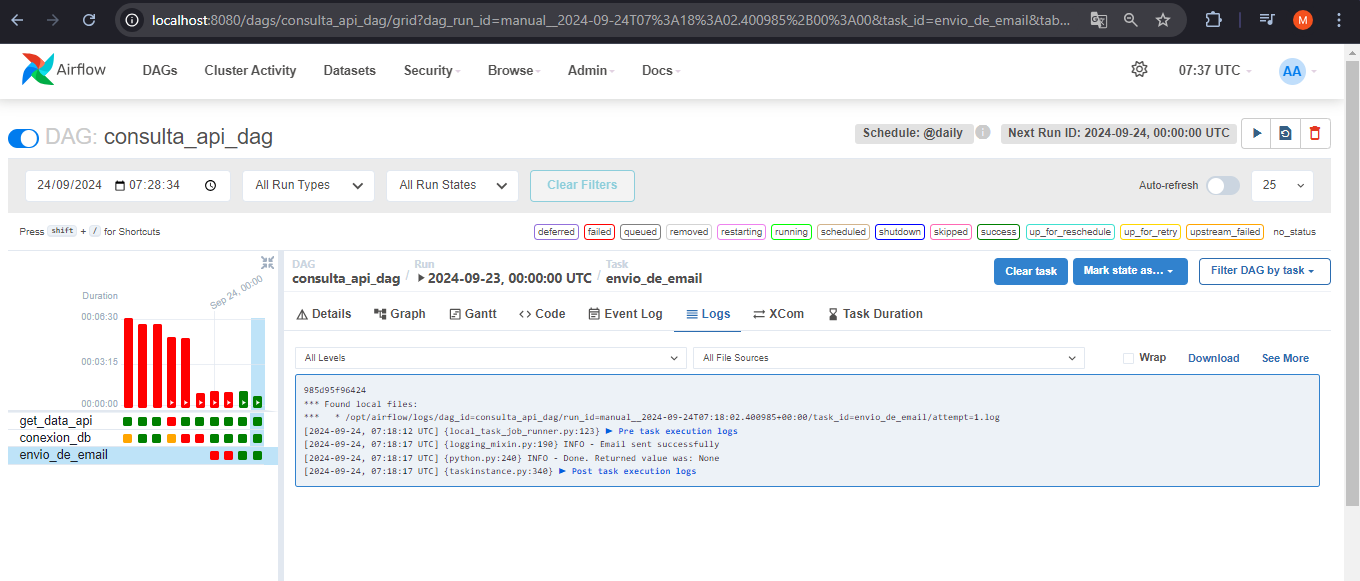 localhost:8080/dags/consulta_api_dag/grid?dag_run_id=manual__2024-09-24T07%3A18%3A02.400985%2B00%3A00&task_id=envio_de_email&tab...
M
Airflow DAGs Cluster Activity Datasets Security Browse Admin Docs 07:37 UTC AA
DAG: consulta_api_dag Schedule: @daily i Next Run ID: 2024-09-24, 00:00:00 UTC
24/09/2024 07:28:34 All Run Types All Run States Clear Filters Auto-refresh 25
Press shift + / for Shortcuts deferred failed queued removed restarting running scheduled shutdown skipped success up_for_reschedule up_for_retry upstream_failed no_status
DAG Run Task
consulta_api_dag / 2024-09-23, 00:00:00 UTC / envio_de_email
Clear task Mark state as... Filter DAG by task
Sep 24, 00:00
Duration
00:06:30
00:03:15
00:00:00
get_data_api
conexion_db
envio_de_email
Details Graph Gantt Code Event Log Logs XCom Task Duration
All Levels All File Sources Wrap Download See More
985d95f96424
*** Found local files:
***   * /opt/airflow/logs/dag_id=consulta_api_dag/run_id=manual__2024-09-24T07:18:02.400985+00:00/task_id=envio_de_email/attempt=1.log
[2024-09-24, 07:18:12 UTC] {local_task_job_runner.py:123} ▶ Pre task execution logs
[2024-09-24, 07:18:17 UTC] {logging_mixin.py:190} INFO - Email sent successfully
[2024-09-24, 07:18:17 UTC] {python.py:240} INFO - Done. Returned value was: None
[2024-09-24, 07:18:17 UTC] {taskinstance.py:340} ▶ Post task execution logs